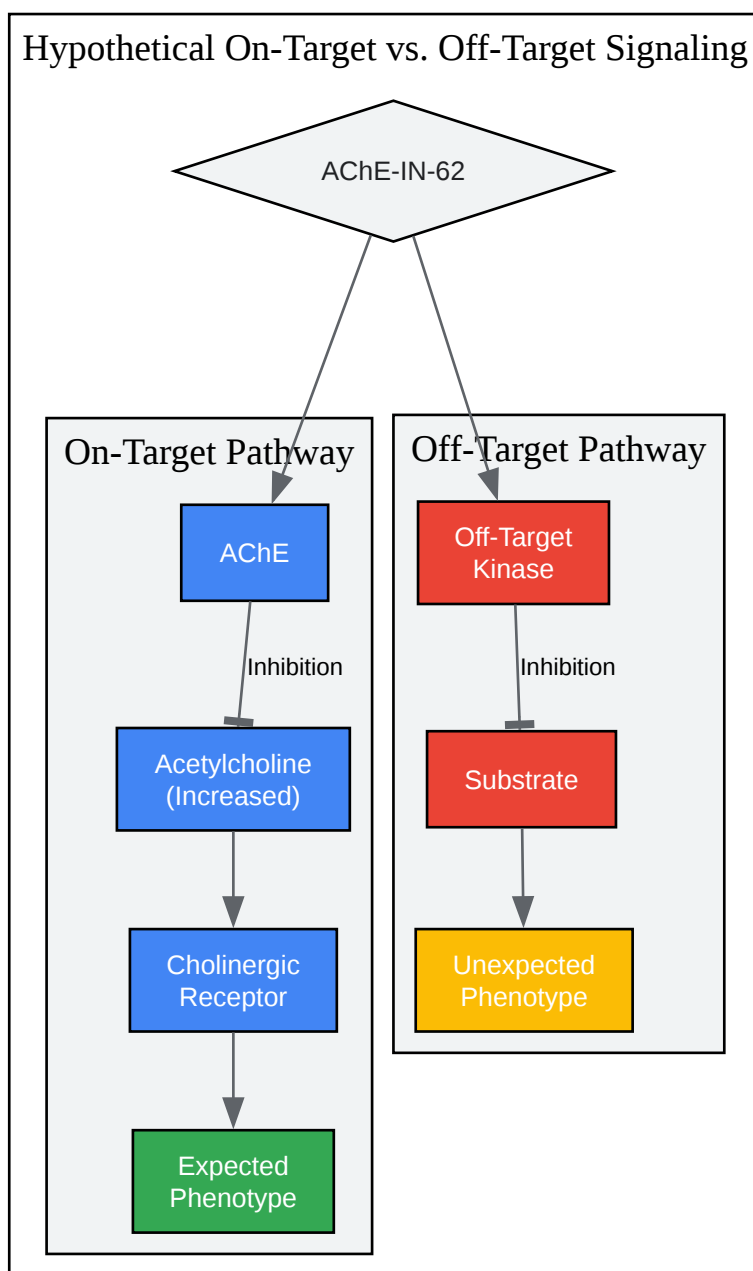 Hypothetical On-Target vs. Off-Target Signaling
AChE-IN-62
On-Target Pathway
AChE
Inhibition
Acetylcholine
(Increased)
Cholinergic
Receptor
Expected
Phenotype
Off-Target Pathway
Off-Target
Kinase
Inhibition
Substrate
Unexpected
Phenotype